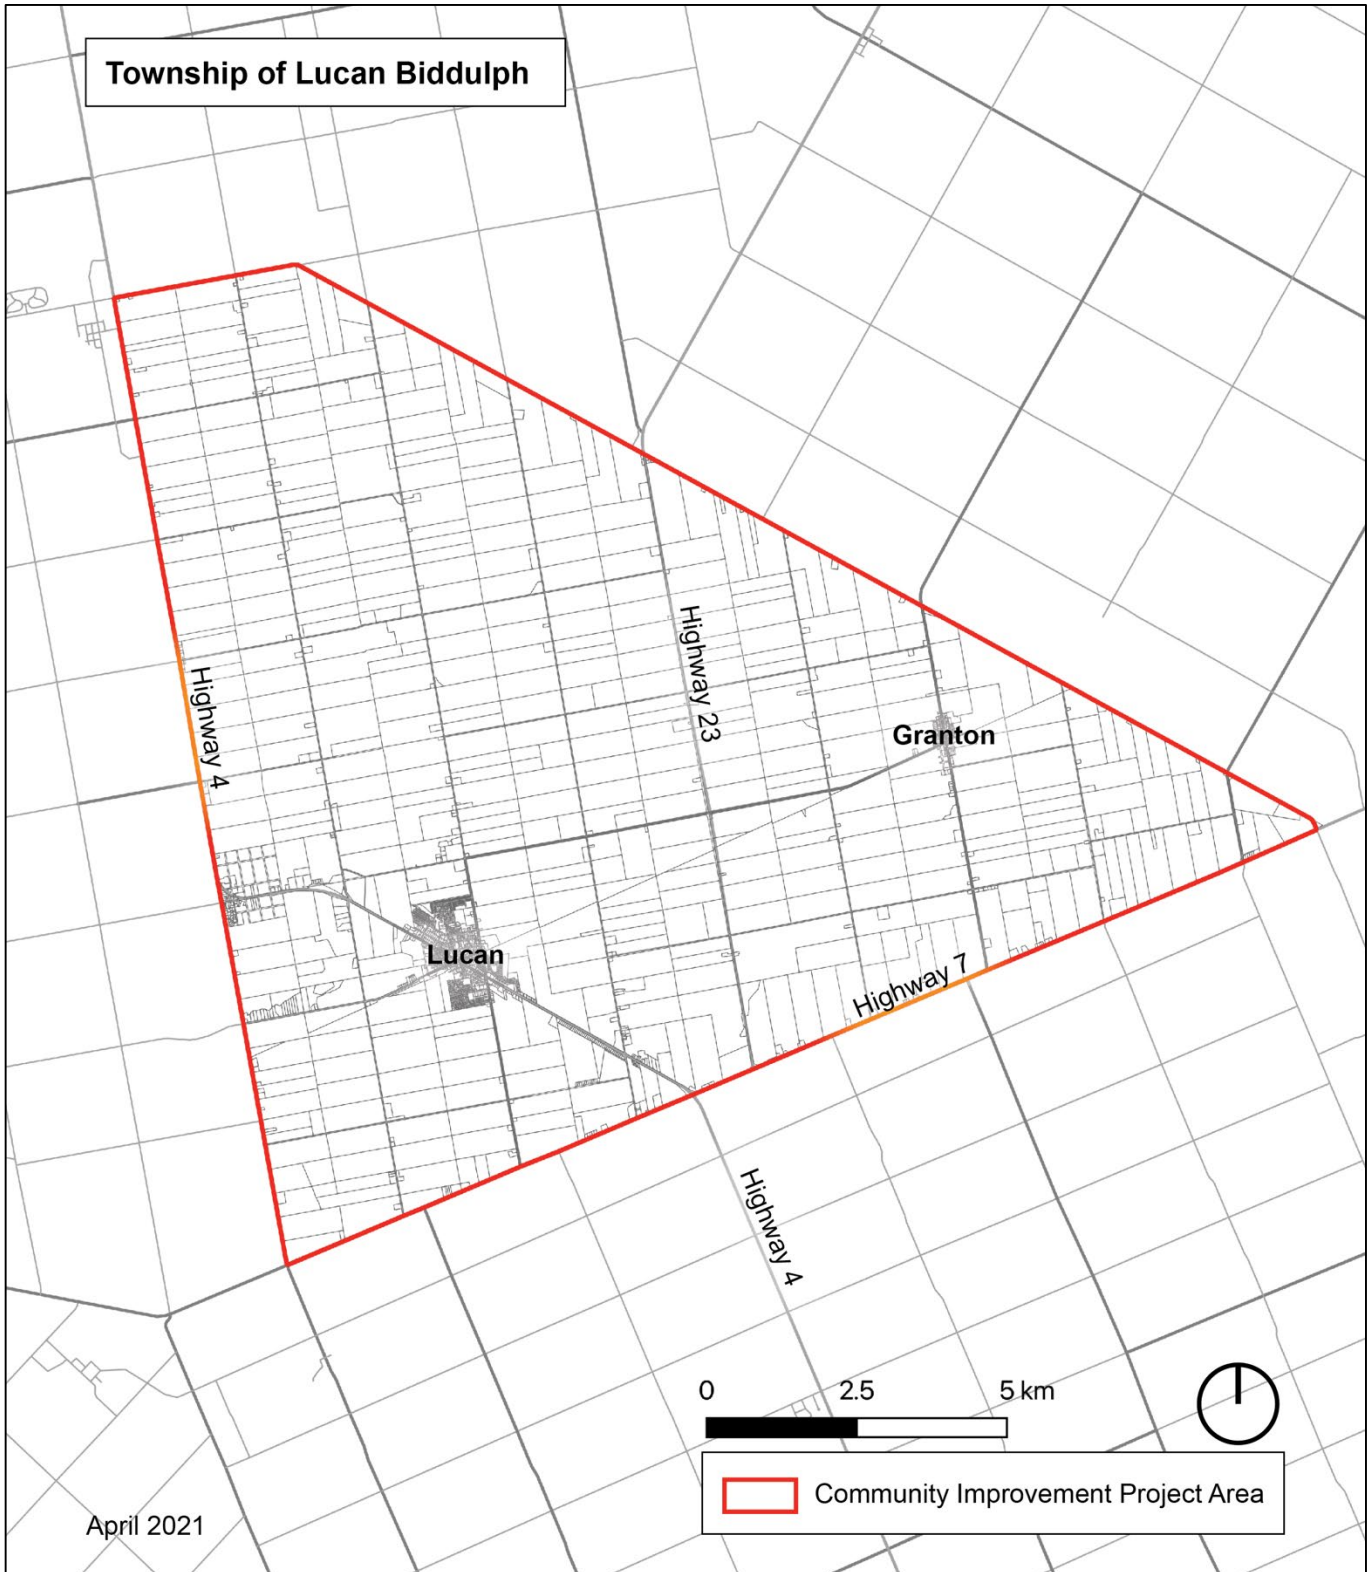 Township of Lucan Biddulph
Highway 23
Highway 4
Granton
Lucan
Highway 7
Highway 4
0 2.5 5 km
Community Improvement Project Area
April 2021